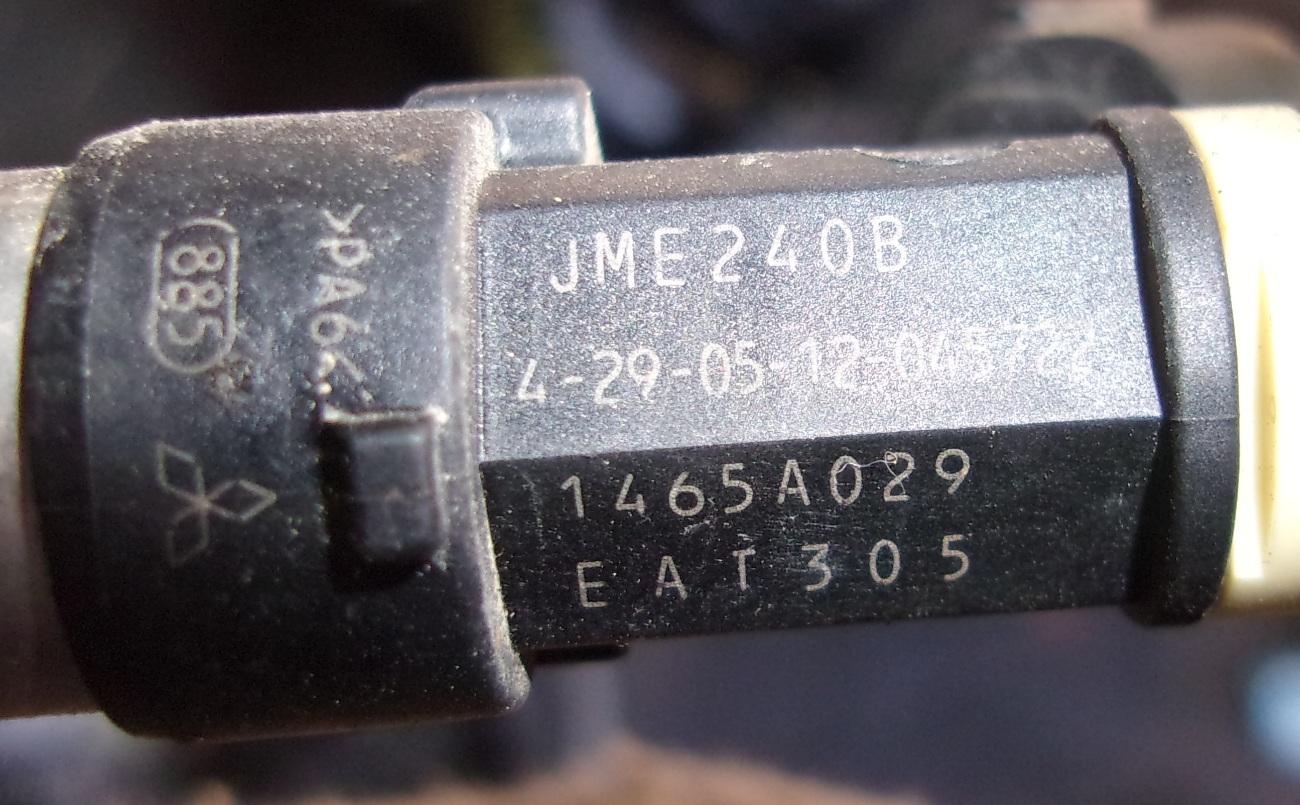 885
>PA66<
JME240B
4-29-05-12-045722
1465A029
EAT305